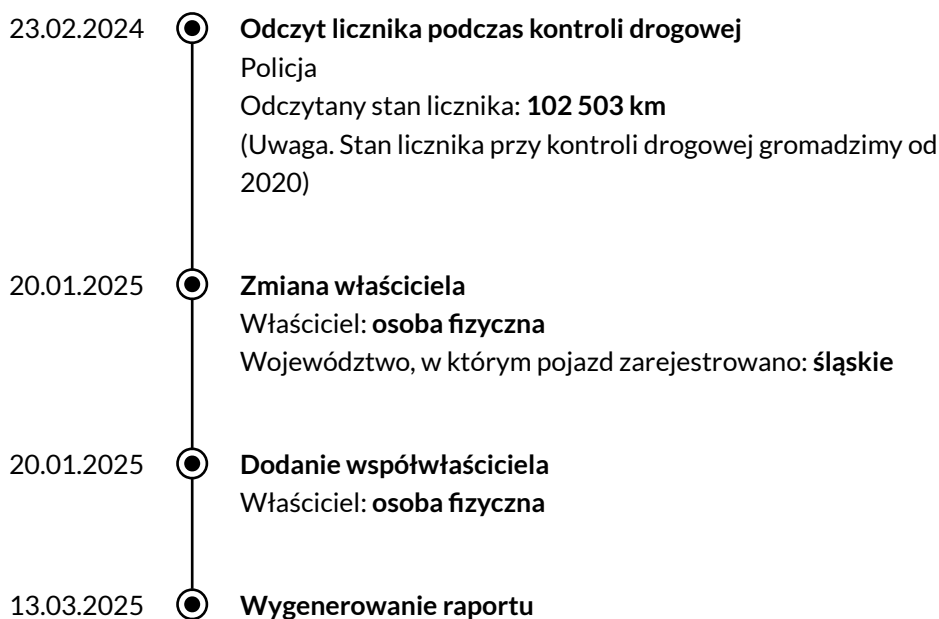 23.02.2024 Odczyt licznika podczas kontroli drogowej
Policja
Odczytany stan licznika: 102 503 km
(Uwaga. Stan licznika przy kontroli drogowej gromadzimy od
2020)
20.01.2025 Zmiana właściciela
Właściciel: osoba fizyczna
Województwo, w którym pojazd zarejestrowano: śląskie
20.01.2025 Dodanie współwłaściciela
Właściciel: osoba fizyczna
13.03.2025 Wygenerowanie raportu